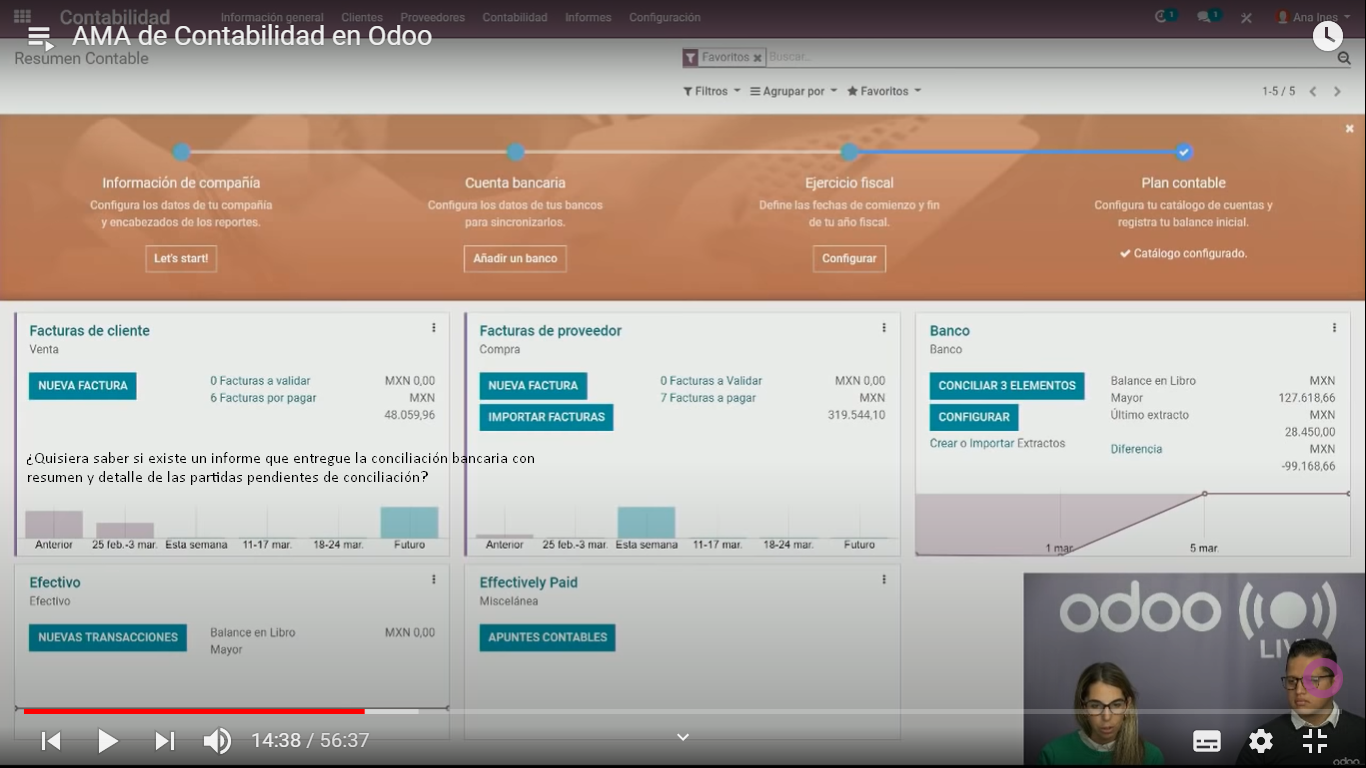 Contabilidad
Información general
Clientes
Proveedores
Contabilidad
Informes
Configuración
1
1
Ana Ines
AMA de Contabilidad en Odoo
Resumen Contable
Favoritos
Buscar...
Filtros
Agrupar por
Favoritos
1-5 / 5
Información de compañía
Configura los datos de tu compañía
y encabezados de los reportes.
Let's start!
Cuenta bancaria
Configura los datos de tus bancos
para sincronizarlos.
Añadir un banco
Ejercicio fiscal
Define las fechas de comienzo y fin
de tu año fiscal.
Configurar
Plan contable
Configura tu catálogo de cuentas y
registra tu balance inicial.
Catálogo configurado.
Facturas de cliente
Venta
NUEVA FACTURA
0 Facturas a validar
MXN 0,00
6 Facturas por pagar
MXN
48.059,96
Anterior
25 feb.-3 mar.
Esta semana
11-17 mar.
18-24 mar.
Futuro
Facturas de proveedor
Compra
NUEVA FACTURA
IMPORTAR FACTURAS
0 Facturas a Validar
MXN 0,00
7 Facturas a pagar
MXN
319.544,10
Anterior
25 feb.-3 mar.
Esta semana
11-17 mar.
18-24 mar.
Futuro
¿Quisiera saber si existe un informe que entregue la conciliación bancaria con
resumen y detalle de las partidas pendientes de conciliación?
Banco
Banco
CONCILIAR 3 ELEMENTOS
CONFIGURAR
Crear o Importar Extractos
Balance en Libro
MXN
Mayor
127.618,66
Último extracto
MXN
28.450,00
Diferencia
MXN
-99.168,66
1 mar.
5 mar.
Efectivo
Efectivo
NUEVAS TRANSACCIONES
Balance en Libro
MXN 0,00
Mayor
Effectively Paid
Miscelánea
APUNTES CONTABLES
odoo
LIV
14:38 / 56:37
odoo